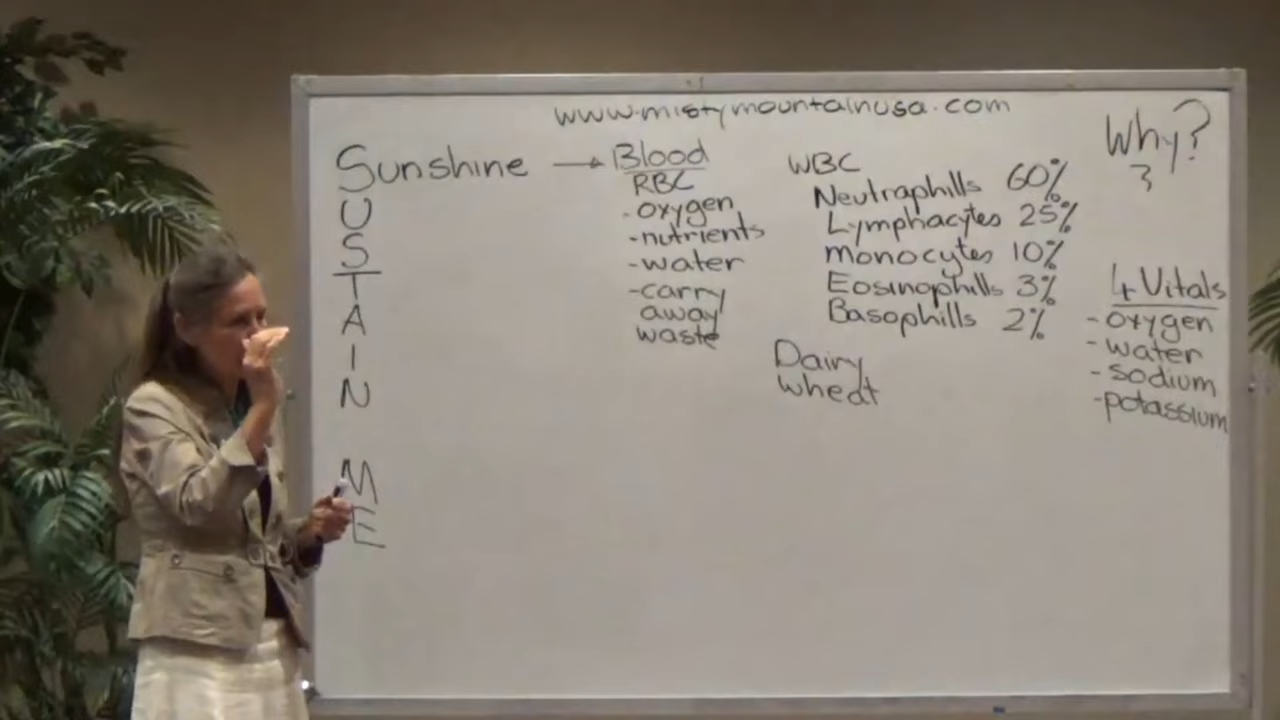 www.mistymountainusa.com
Sunshine → Blood
U
S
T
A
I
N
M
E
RBC
- oxygen
- nutrients
- water
- carry
away
waste
WBC
Neutraphills 60%
Lymphacytes 25%
monocytes 10%
Eosinophills 3%
Basophills 2%
Dairy
wheat
Why?
3
4 Vitals
- oxygen
- water
- sodium
- potassium